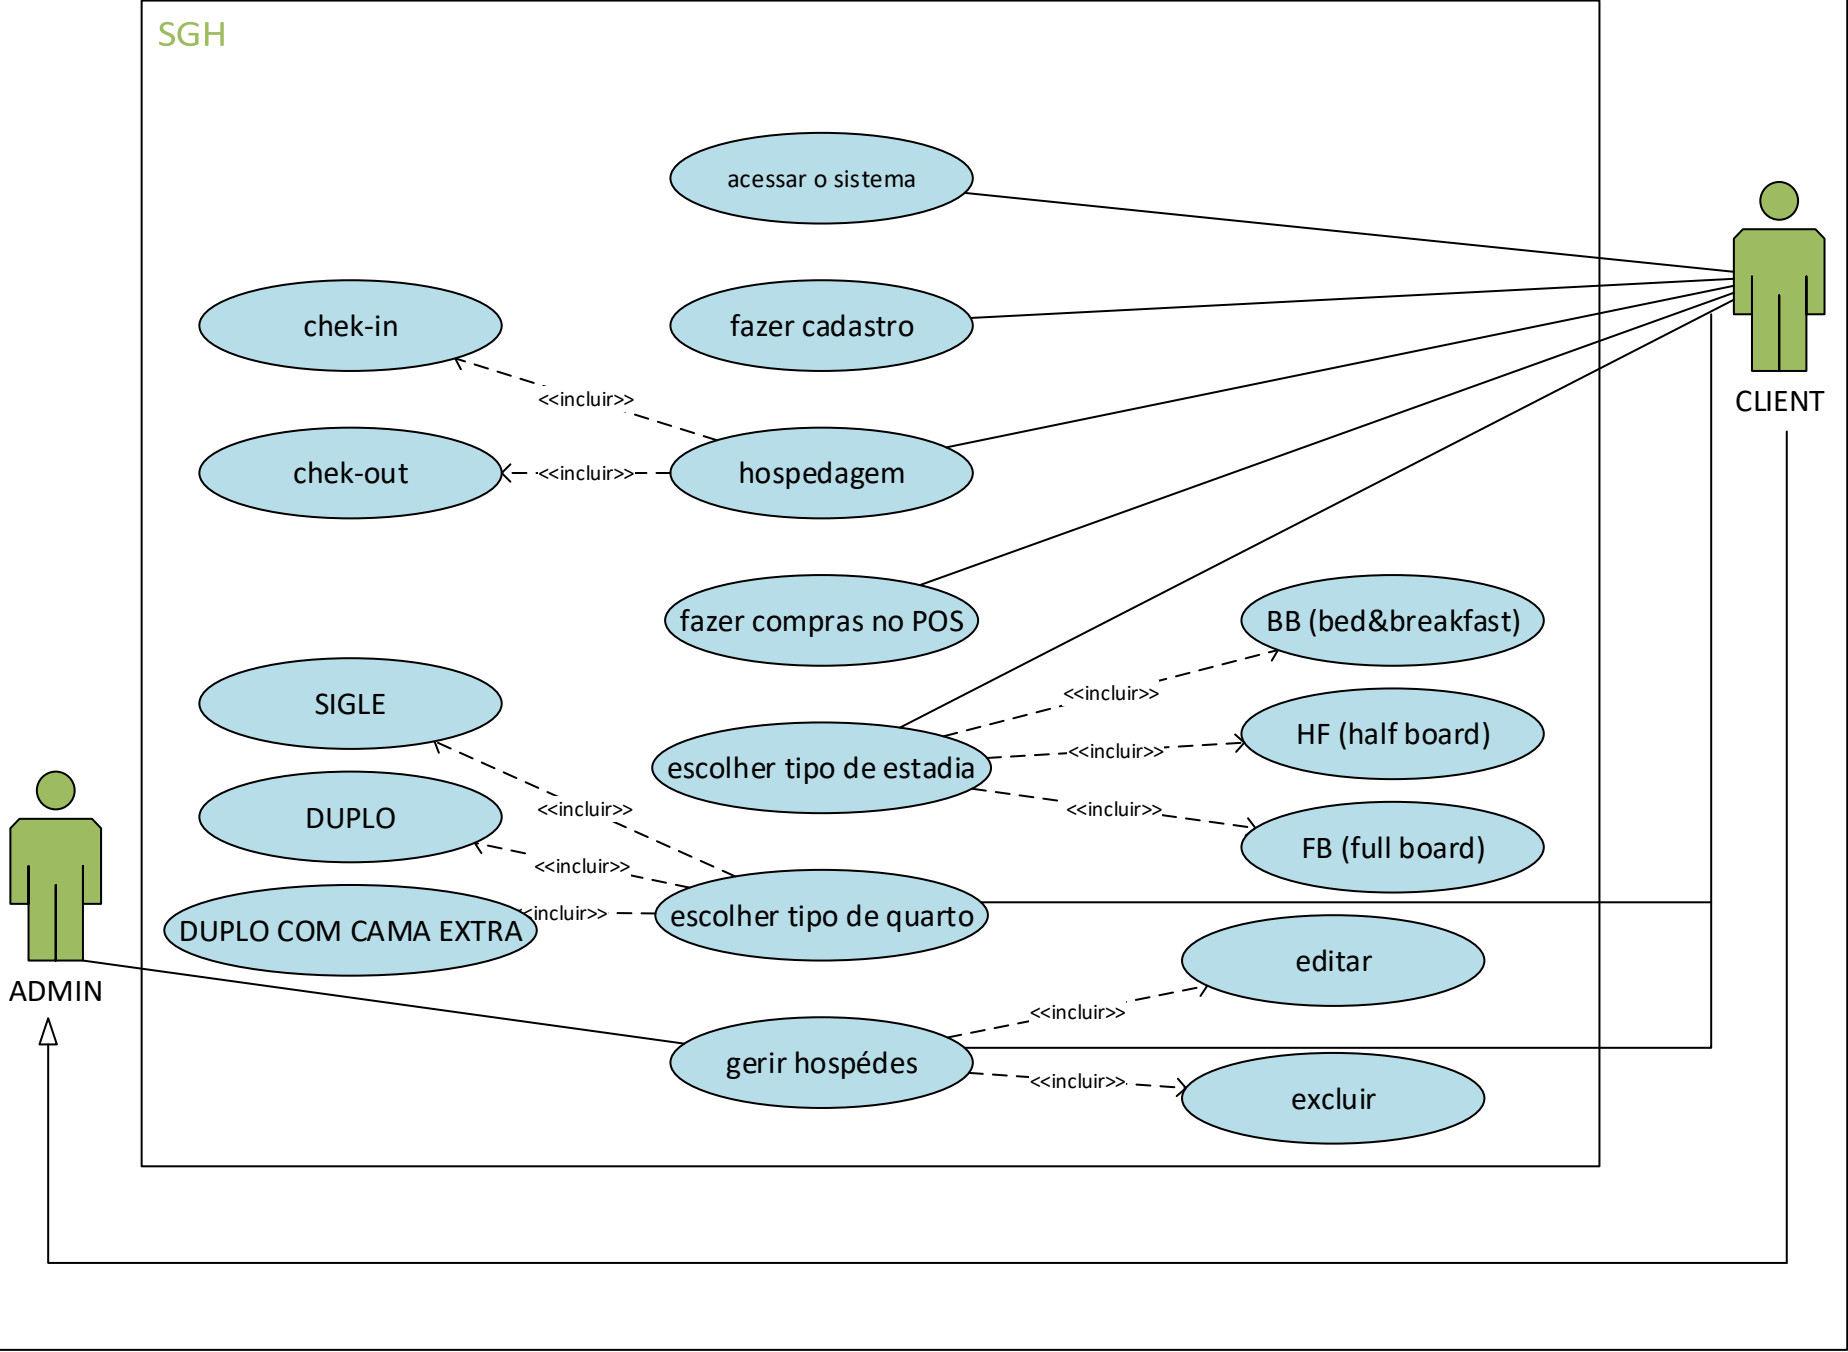 SGH
acessar o sistema
chek-in
fazer cadastro
<<incluir>>
CLIENT
chek-out
<<incluir>>
hospedagem
fazer compras no POS
BB (bed&breakfast)
<<incluir>>
SIGLE
HF (half board)
<<incluir>>
escolher tipo de estadia
<<incluir>>
<<incluir>>
DUPLO
FB (full board)
<<incluir>>
<incluir>>
escolher tipo de quarto
DUPLO COM CAMA EXTRA
editar
ADMIN
<<incluir>>
gerir hospédes
<<incluir>>
excluir